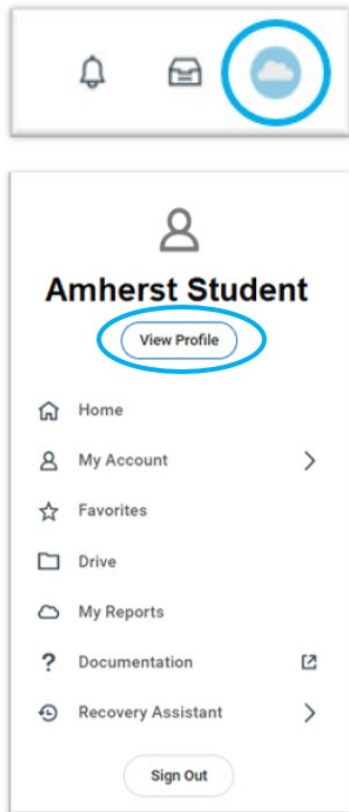 Amherst Student
View Profile
Home
My Account
Favorites
Drive
My Reports
Documentation
Recovery Assistant
Sign Out